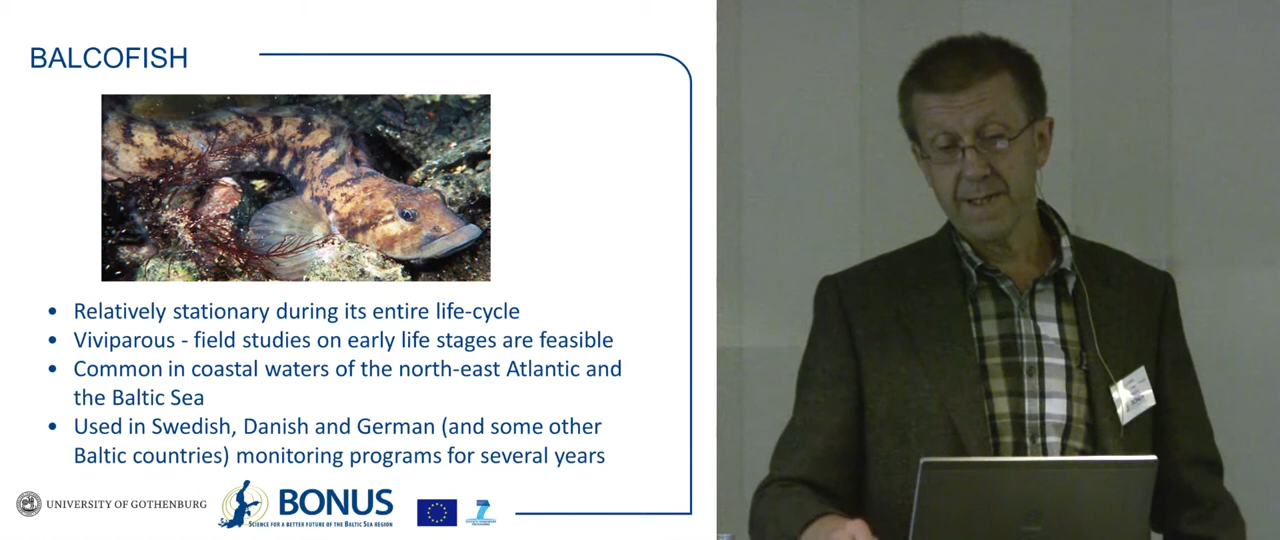 BALCOFISH
• Relatively stationary during its entire life-cycle
• Viviparous - field studies on early life stages are feasible
• Common in coastal waters of the north-east Atlantic and
the Baltic Sea
• Used in Swedish, Danish and German (and some other
Baltic countries) monitoring programs for several years
UNIVERSITY OF GOTHENBURG
BONUS
SCIENCE FOR A BETTER FUTURE OF THE BALTIC SEA REGION
7